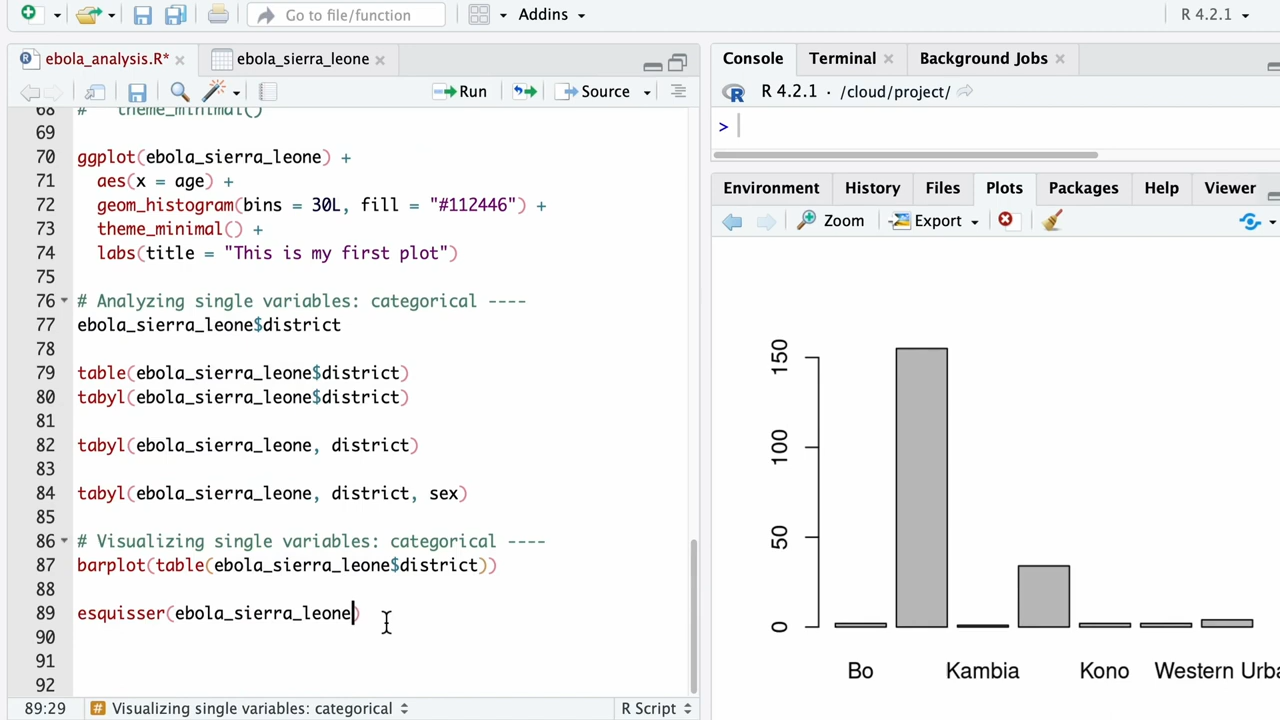 Go to file/function
Addins
R 4.2.1
ebola_analysis.R*
ebola_sierra_leone
Run
Source
68 #   theme_minimal()
69
70 ggplot(ebola_sierra_leone) +
71   aes(x = age) +
72   geom_histogram(bins = 30L, fill = "#112446") +
73   theme_minimal() +
74   labs(title = "This is my first plot")
75
76 # Analyzing single variables: categorical ----
77 ebola_sierra_leone$district
78
79 table(ebola_sierra_leone$district)
80 tabyl(ebola_sierra_leone$district)
81
82 tabyl(ebola_sierra_leone, district)
83
84 tabyl(ebola_sierra_leone, district, sex)
85
86 # Visualizing single variables: categorical ----
87 barplot(table(ebola_sierra_leone$district))
88
89 esquisser(ebola_sierra_leone)
90
91
92
89:29
# Visualizing single variables: categorical
R Script
Console
Terminal
Background Jobs
R 4.2.1 · /cloud/project/
>
Environment
History
Files
Plots
Packages
Help
Viewer
Zoom
Export
150
100
50
0
Bo
Kambia
Kono
Western Urba